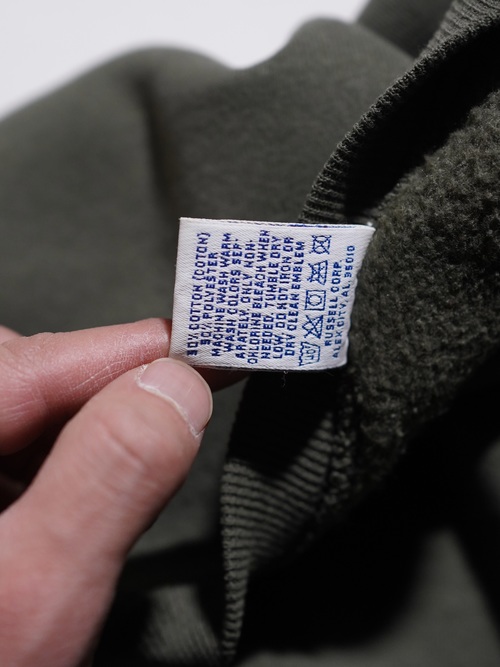 50% COTTON (COTON)
50% POLYESTER
MACHINE WASH WARM
WASH COLORS SEP-
ARATELY, ONLY NON-
CHLORINE BLEACH WHEN
NEEDED, TUMBLE DRY
LOW DO NOT IRON OR
DRY CLEAN EMBLEM
RUSSELL CORP.
ALEX CITY, AL. 35010